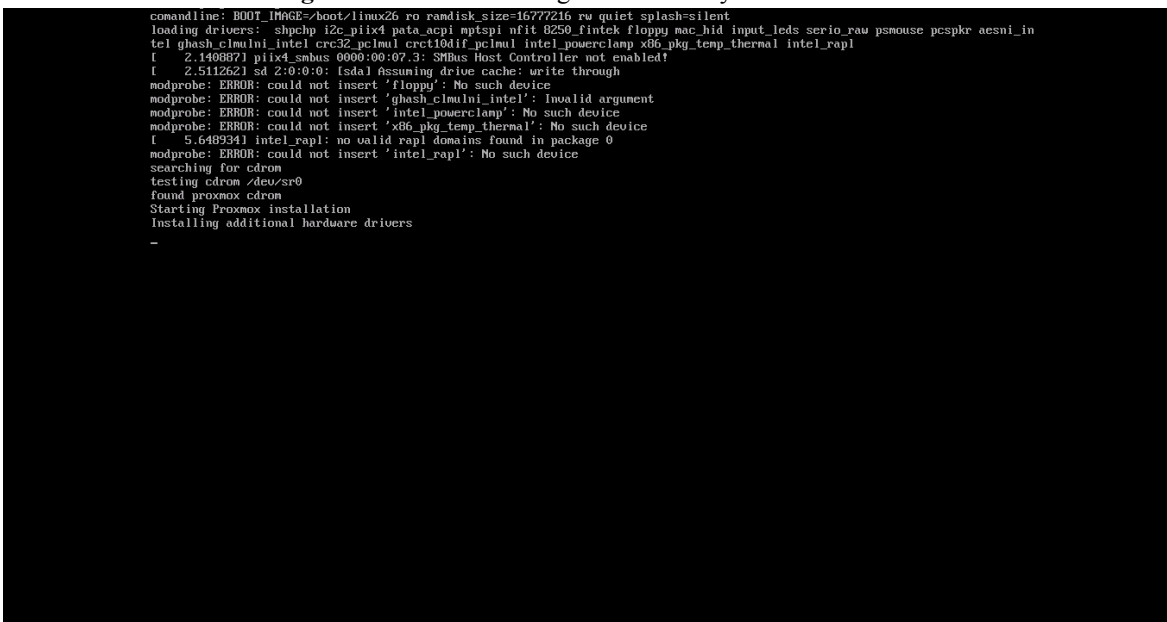 comandline: BOOT_IMAGE=/boot/linux26 ro ramdisk_size=16777216 rw quiet splash=silent
loading drivers:  shpchp i2c_piix4 pata_acpi mptspi nfit 8250_fintek floppy mac_hid input_leds serio_raw psmouse pcspkr aesni_in
tel ghash_clmulni_intel crc32_pclmul crct10dif_pclmul intel_powerclamp x86_pkg_temp_thermal intel_rapl
[    2.140887] piix4_smbus 0000:00:07.3: SMBus Host Controller not enabled!
[    2.511262] sd 2:0:0:0: [sda] Assuming drive cache: write through
modprobe: ERROR: could not insert 'floppy': No such device
modprobe: ERROR: could not insert 'ghash_clmulni_intel': Invalid argument
modprobe: ERROR: could not insert 'intel_powerclamp': No such device
modprobe: ERROR: could not insert 'x86_pkg_temp_thermal': No such device
[    5.648934] intel_rapl: no valid rapl domains found in package 0
modprobe: ERROR: could not insert 'intel_rapl': No such device
searching for cdrom
testing cdrom /dev/sr0
found proxmox cdrom
Starting Proxmox installation
Installing additional hardware drivers